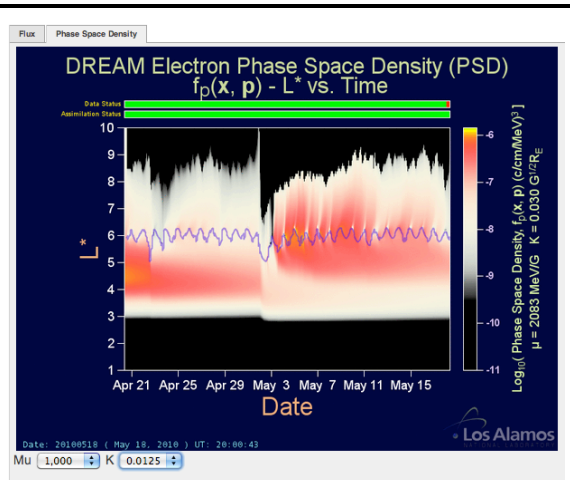 Flux Phase Space Density
DREAM Electron Phase Space Density (PSD)
fp(x, p) - L* vs. Time
Data Status
Assimilation Status
10
9
8
7
6
5
4
3
2
1
L*
Apr 21 Apr 25 Apr 29 May 3 May 7 May 11 May 15
Date
-6
-7
-8
-9
-10
-11
Log10( Phase Space Density, fp(x, p) (c/cm/MeV)³ ]
μ = 2083 MeV/G K = 0.030 G1/2RE
Date: 20100518 ( May 18, 2010 ) UT: 20:00:43
Los Alamos
NATIONAL LABORATORY
Mu 1,000 K 0.0125